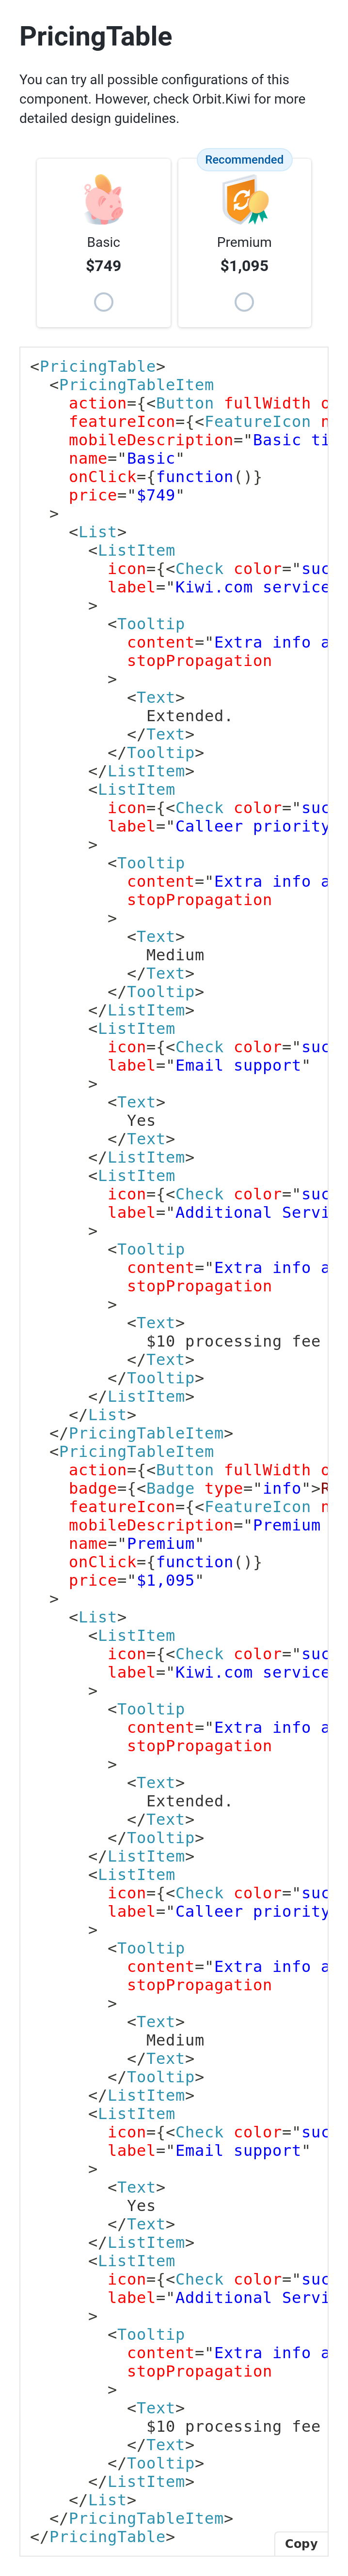 PricingTable
You can try all possible configurations of this
component. However, check Orbit.Kiwi for more
detailed design guidelines.
Recommended
Basic
$749
Premium
$1,095
<PricingTable>
  <PricingTableItem
    action={<Button fullWidth
    featureIcon={<FeatureIcon
    mobileDescription="Basic
    name="Basic"
    onClick={function()}
    price="$749"
  >
    <List>
      <ListItem
        icon={<Check color="suc
        label="Kiwi.com service
      >
        <Tooltip
          content="Extra info a
          stopPropagation
        >
          <Text>
            Extended.
          </Text>
        </Tooltip>
      </ListItem>
      <ListItem
        icon={<Check color="suc
        label="Calleer priority
      >
        <Tooltip
          content="Extra info a
          stopPropagation
        >
          <Text>
            Medium
          </Text>
        </Tooltip>
      </ListItem>
      <ListItem
        icon={<Check color="suc
        label="Email support"
      >
        <Text>
          Yes
        </Text>
      </ListItem>
      <ListItem
        icon={<Check color="suc
        label="Additional Servi
      >
        <Tooltip
          content="Extra info a
          stopPropagation
        >
          <Text>
            $10 processing fee
          </Text>
        </Tooltip>
      </ListItem>
    </List>
  </PricingTableItem>
  <PricingTableItem
    action={<Button fullWidth
    badge={<Badge type="info">R
    featureIcon={<FeatureIcon
    mobileDescription="Premium
    name="Premium"
    onClick={function()}
    price="$1,095"
  >
    <List>
      <ListItem
        icon={<Check color="suc
        label="Kiwi.com service
      >
        <Tooltip
          content="Extra info a
          stopPropagation
        >
          <Text>
            Extended.
          </Text>
        </Tooltip>
      </ListItem>
      <ListItem
        icon={<Check color="suc
        label="Calleer priority
      >
        <Tooltip
          content="Extra info a
          stopPropagation
        >
          <Text>
            Medium
          </Text>
        </Tooltip>
      </ListItem>
      <ListItem
        icon={<Check color="suc
        label="Email support"
      >
        <Text>
          Yes
        </Text>
      </ListItem>
      <ListItem
        icon={<Check color="suc
        label="Additional Servi
      >
        <Tooltip
          content="Extra info a
          stopPropagation
        >
          <Text>
            $10 processing fee
          </Text>
        </Tooltip>
      </ListItem>
    </List>
  </PricingTableItem>
</PricingTable>
Copy